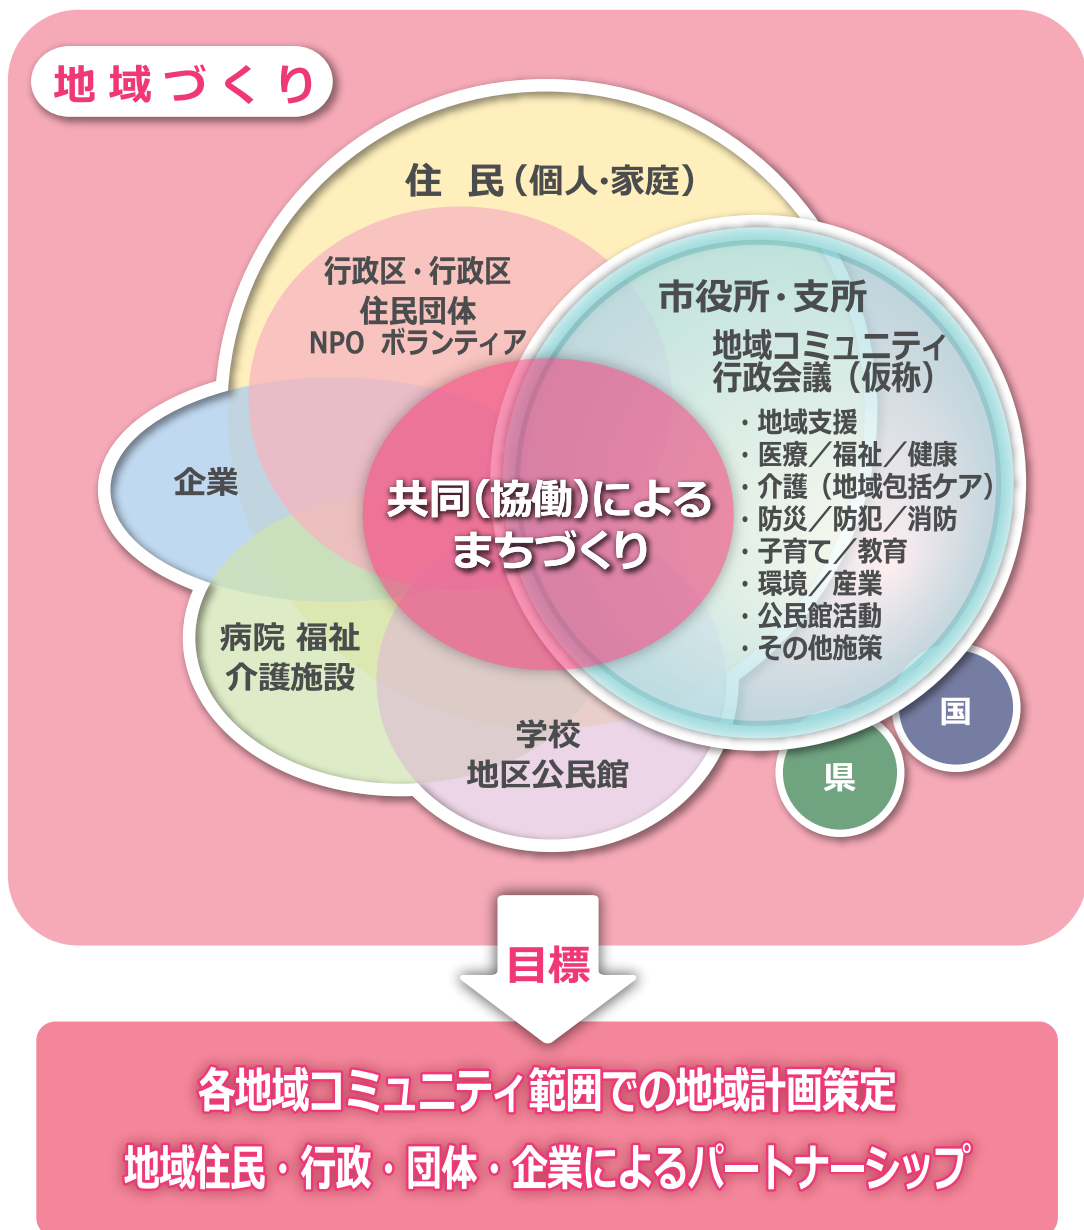 地域づくり
住 民（個人・家庭）
行政区・行政区
住民団体
NPO ボランティア
市役所・支所
地域コミュニティ
行政会議（仮称）
・地域支援
・医療／福祉／健康
・介護（地域包括ケア）
・防災／防犯／消防
・子育て／教育
・環境／産業
・公民館活動
・その他施策
企業
共同（協働）による
まちづくり
病院 福祉
介護施設
学校
地区公民館
国
県
目標
各地域コミュニティ範囲での地域計画策定
地域住民・行政・団体・企業によるパートナーシップ